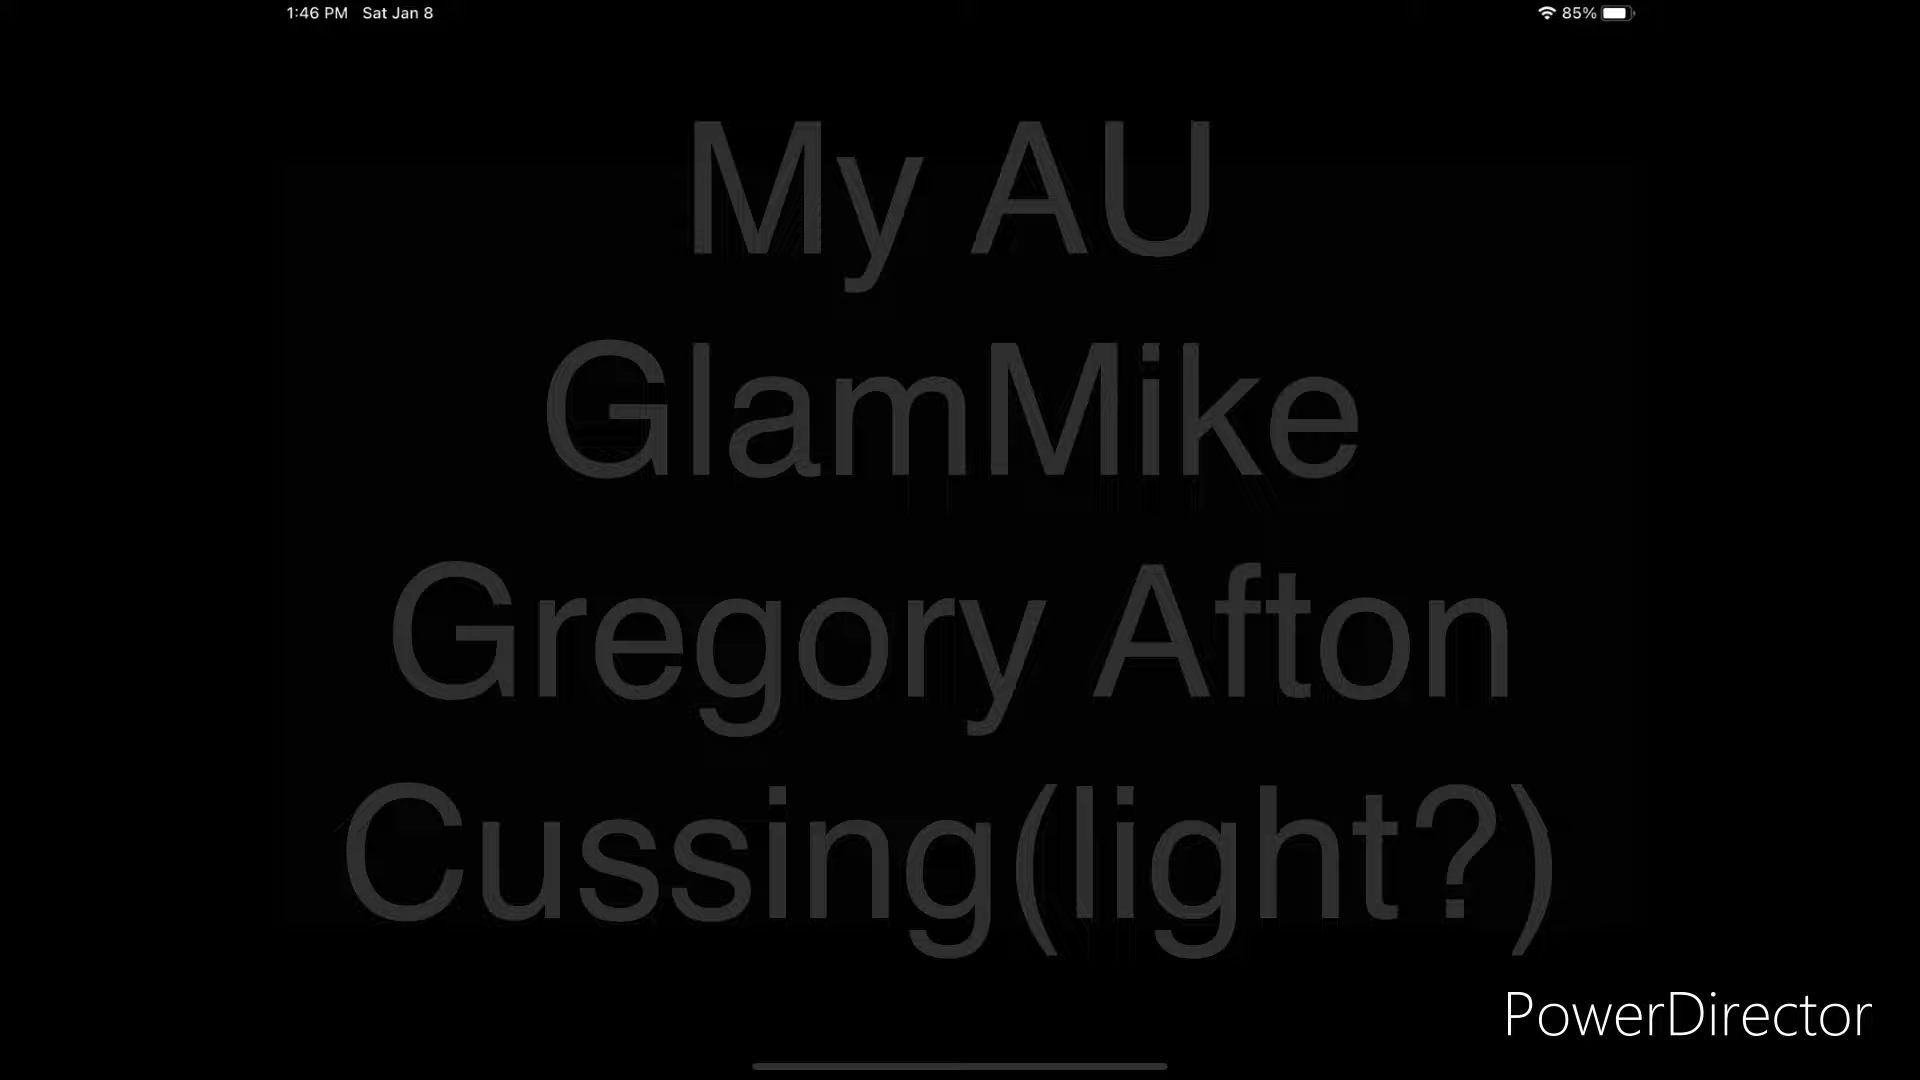 1:46 PM Sat Jan 8
85%
My AU
GlamMike
Gregory Afton
Cussing(light?)
PowerDirector